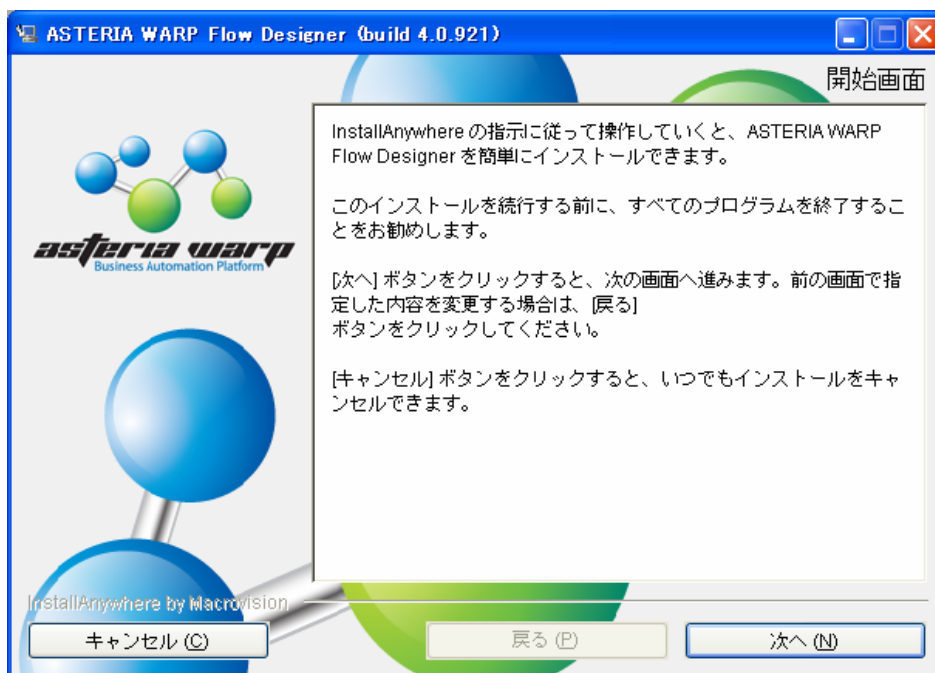 ASTERIA WARP Flow Designer (build 4.0.921)
開始画面
asteria warp
Business Automation Platform
InstallAnywhere の指示に従って操作していくと、ASTERIA WARP
Flow Designer を簡単にインストールできます。
このインストールを続行する前に、すべてのプログラムを終了するこ
とをお勧めします。
[次へ] ボタンをクリックすると、次の画面へ進みます。前の画面で指
定した内容を変更する場合は、[戻る]
ボタンをクリックしてください。
[キャンセル] ボタンをクリックすると、いつでもインストールをキャ
ンセルできます。
InstallAnywhere by Macrovision
キャンセル (C)
戻る (P)
次へ (N)